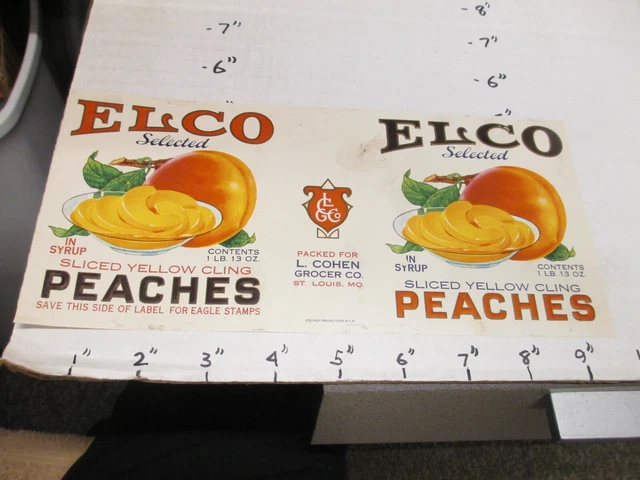 8"
7"
7"
6"
6"
ELCO
Selected
IN
SYRUP
CONTENTS
1 LB. 13 OZ.
SLICED YELLOW CLING
PEACHES
SAVE THIS SIDE OF LABEL FOR EAGLE STAMPS
L
G Co
PACKED FOR
L. COHEN
GROCER CO.
ST. LOUIS, MO.
ELCO
Selected
IN
SYRUP
CONTENTS
1 LB. 13 OZ.
SLICED YELLOW CLING
PEACHES
1" 2" 3" 4" 5" 6" 7" 8" 9"